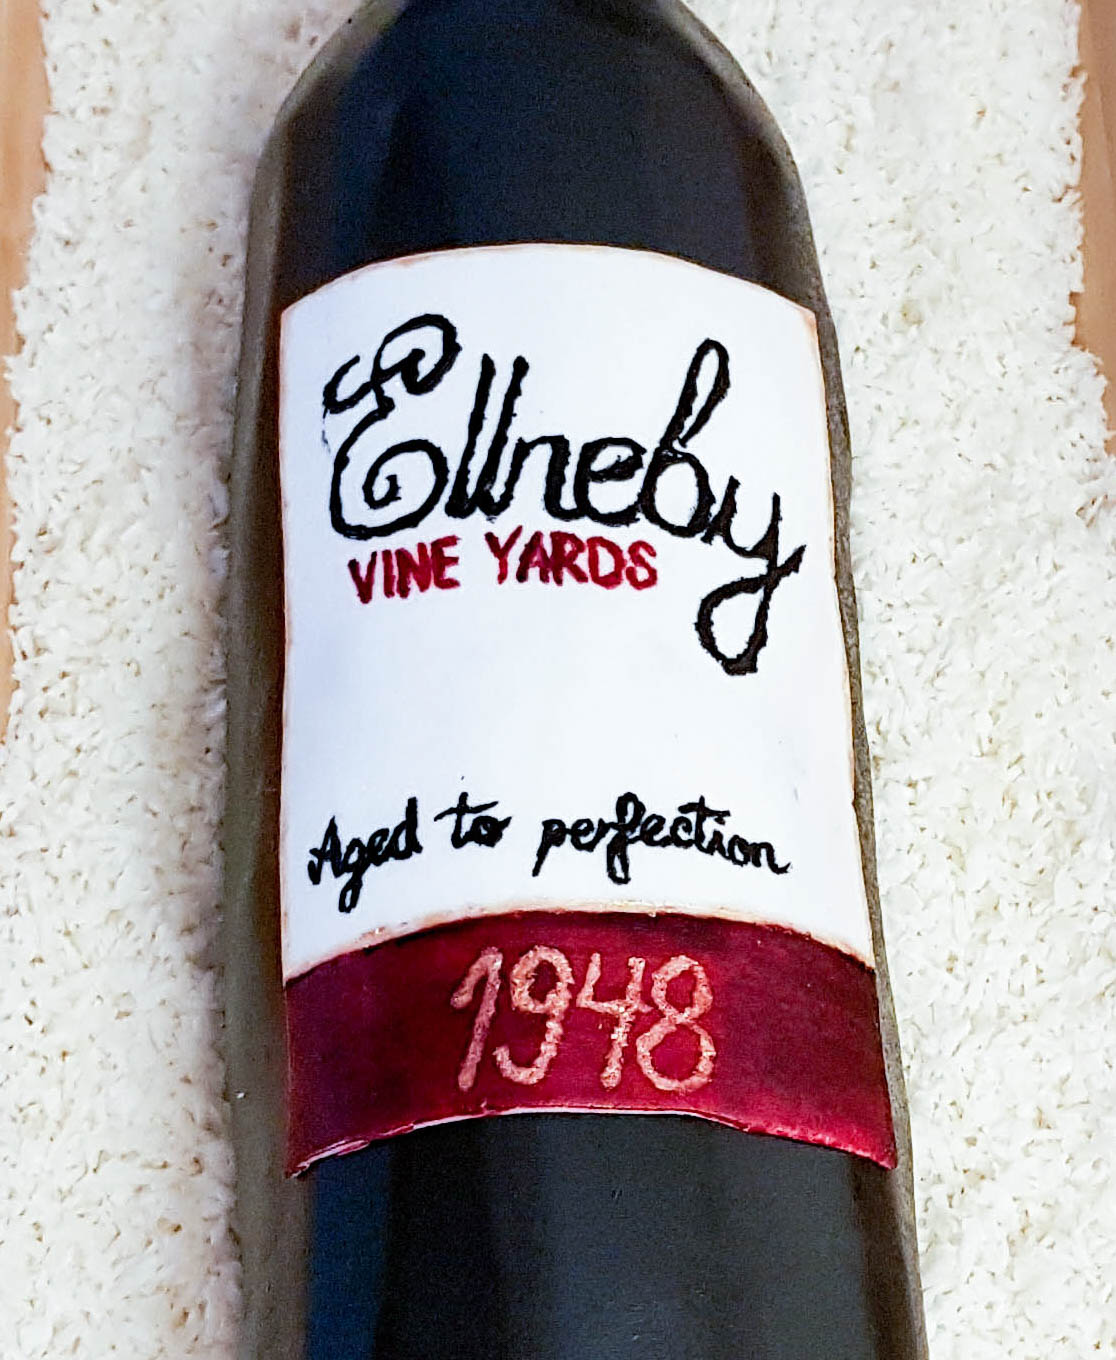 Ellneby
VINE YARDS
Aged to perfection
1948